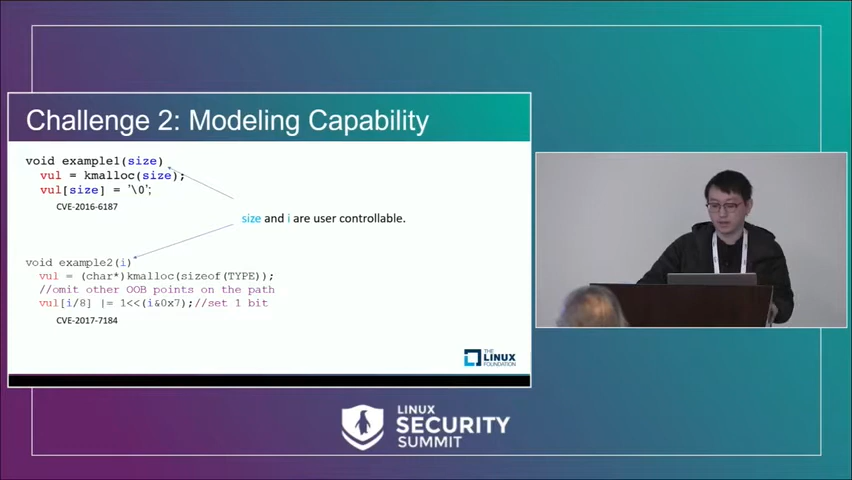 Challenge 2: Modeling Capability
void example1(size)
vul = kmalloc(size);
vul[size] = '\0';
CVE-2016-6187
size and i are user controllable.
void example2(i)
vul = (char*)kmalloc(sizeof(TYPE));
//omit other OOB points on the path
vul[i/8] |= 1<<(i&0x7);//set 1 bit
CVE-2017-7184
THE
LINUX
FOUNDATION
LINUX
SECURITY
SUMMIT